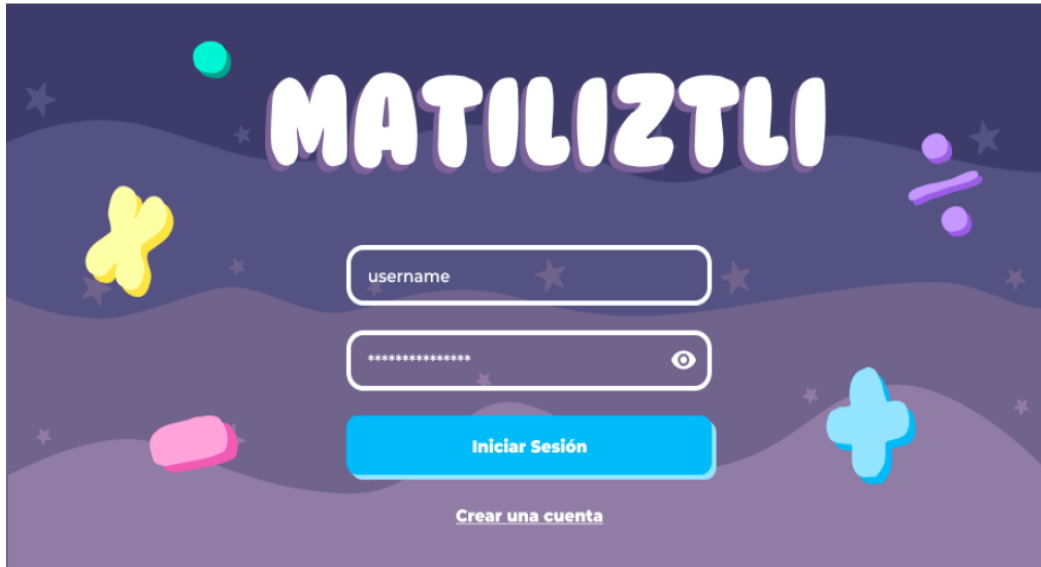 MATILIZTLI
username
***************
Iniciar Sesión
Crear una cuenta